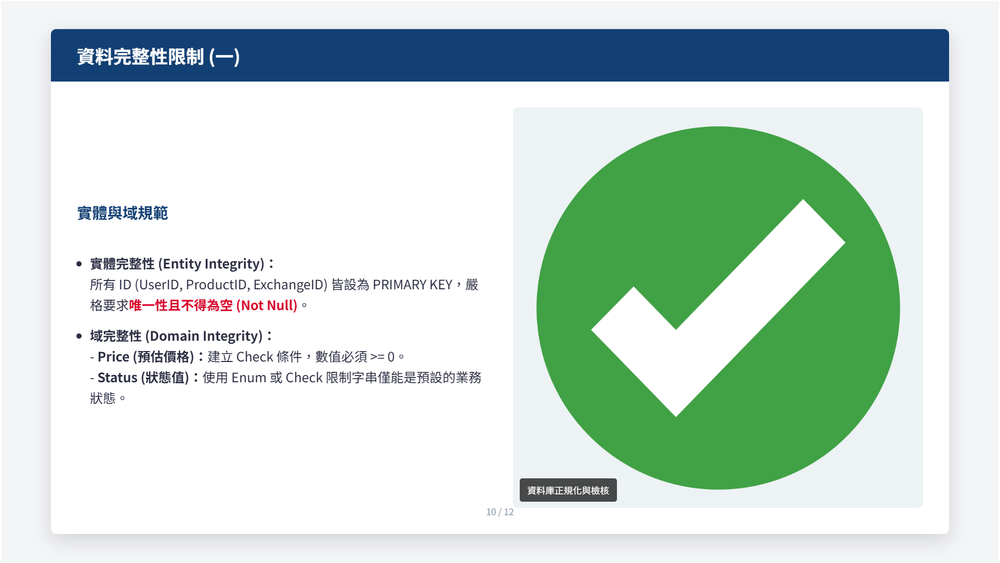 資料完整性限制 (一)
實體與域規範
• 實體完整性 (Entity Integrity)：
所有 ID (UserID, ProductID, ExchangeID) 皆設為 PRIMARY KEY，嚴
格要求唯一性且不得為空 (Not Null)。
• 域完整性 (Domain Integrity)：
- Price (預估價格)：建立 Check 條件，數值必須 >= 0。
- Status (狀態值)：使用 Enum 或 Check 限制字串僅能是預設的業務
狀態。
資料庫正規化與檢核
10 / 12